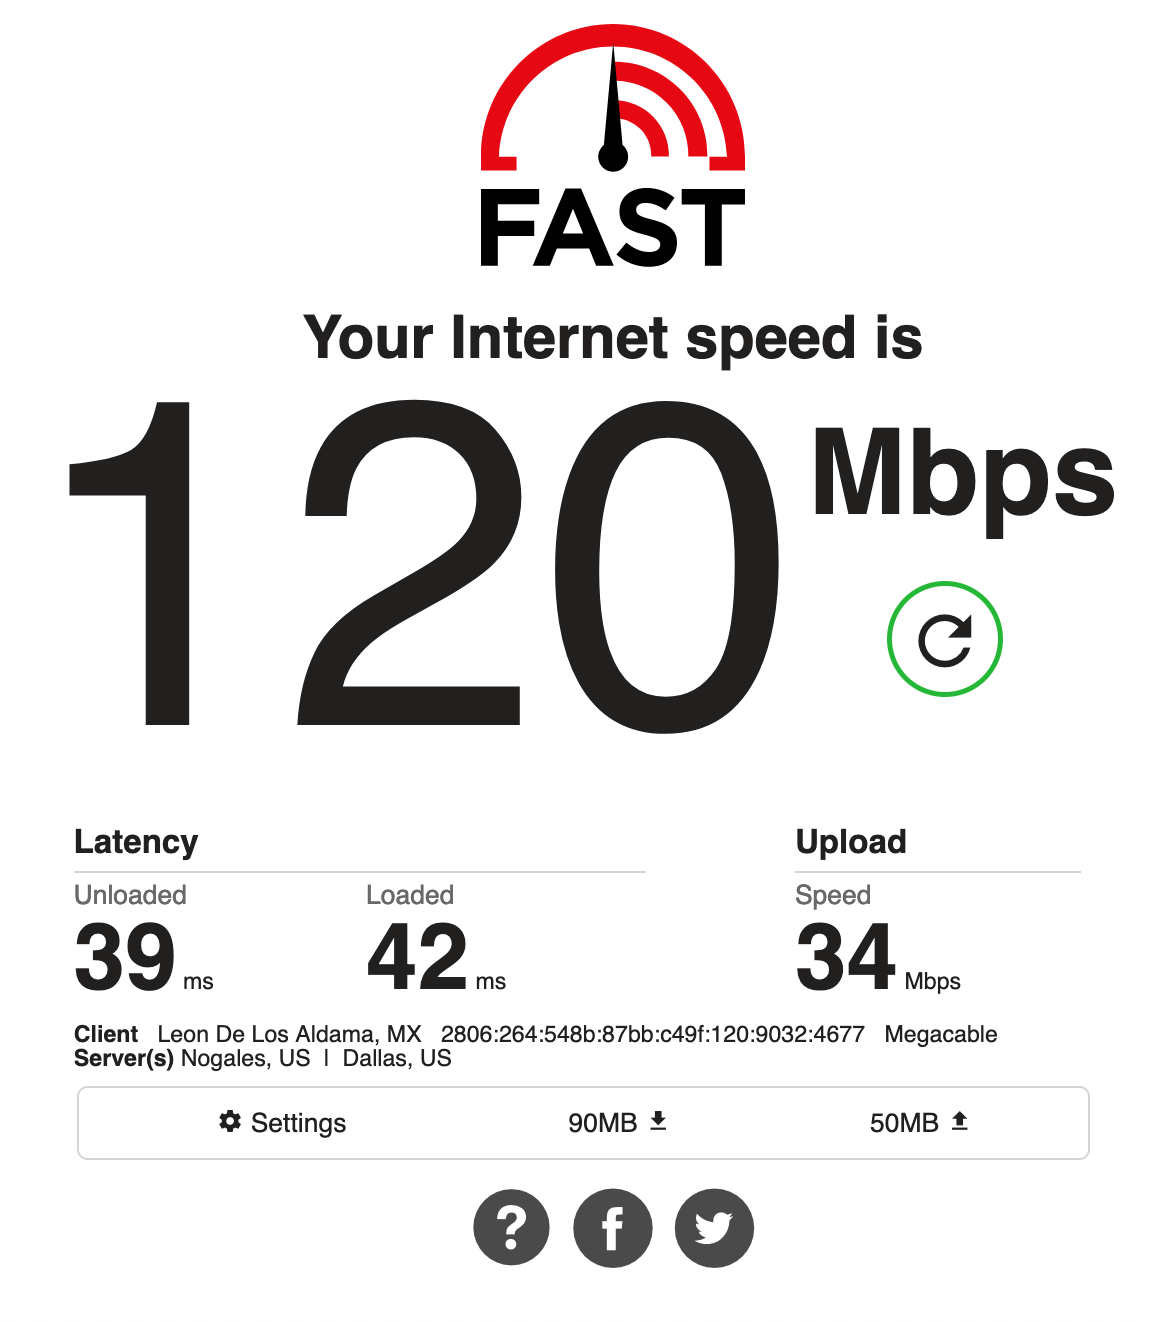 FAST
Your Internet speed is
120 Mbps
Latency
Upload
Unloaded
Loaded
Speed
39 ms
42 ms
34 Mbps
Client Leon De Los Aldama, MX 2806:264:548b:87bb:c49f:120:9032:4677 Megacable
Server(s) Nogales, US | Dallas, US
Settings 90MB 50MB